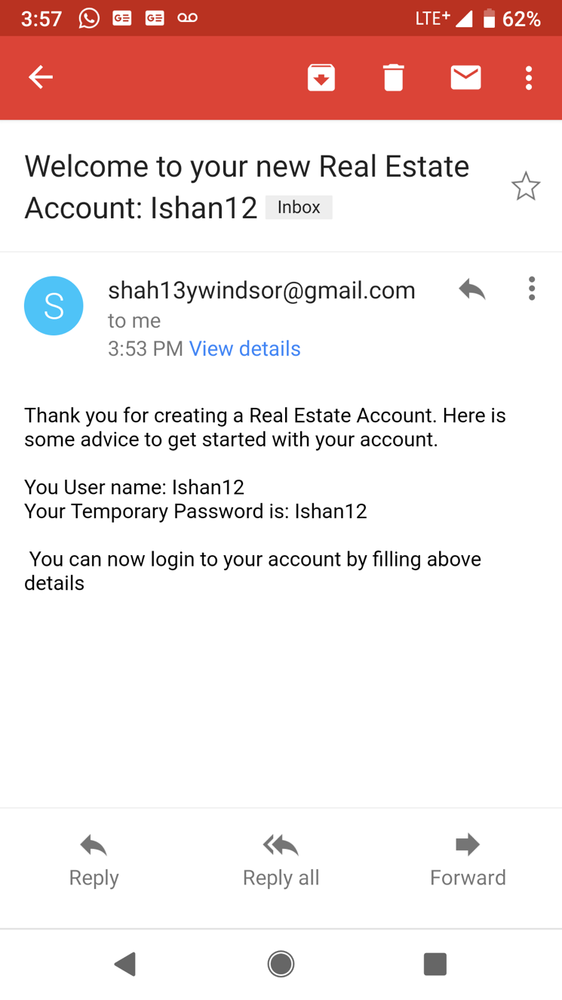 3:57 GE GE LTE+ 62%
Welcome to your new Real Estate
Account: Ishan12 Inbox
S
shah13ywindsor@gmail.com
to me
3:53 PM View details
Thank you for creating a Real Estate Account. Here is
some advice to get started with your account.
You User name: Ishan12
Your Temporary Password is: Ishan12
You can now login to your account by filling above
details
Reply Reply all Forward